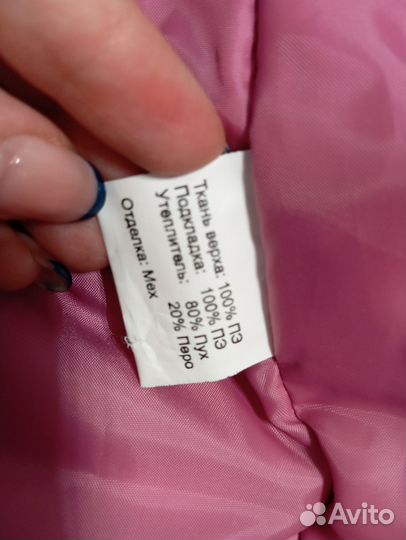 Ткань верха: 100% ПЭ
Подкладка: 100% ПЭ
Утеплитель: 80% Пух
20% Перо
Отделка: Мех
Avito